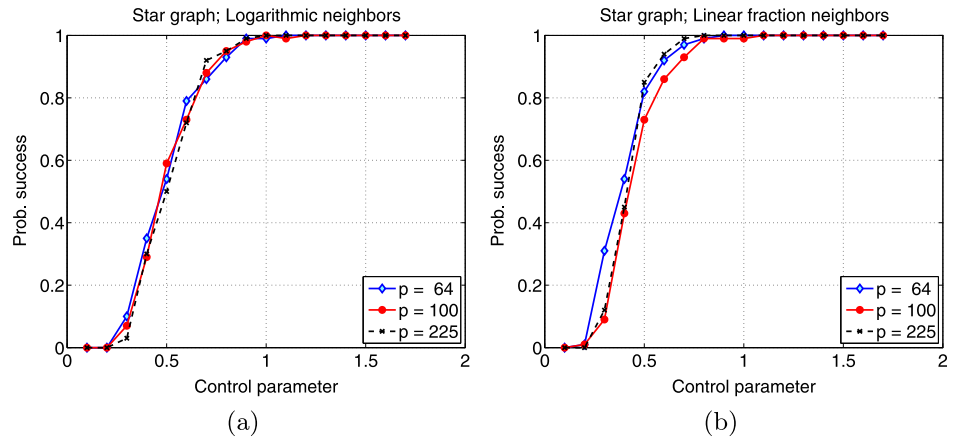 Star graph; Logarithmic neighbors
1
0.8
0.6
0.4
0.2
0
Prob. success
0
0.5
1
1.5
2
Control parameter
p = 64
p = 100
p = 225
(a)
Star graph; Linear fraction neighbors
1
0.8
0.6
0.4
0.2
0
Prob. success
0
0.5
1
1.5
2
Control parameter
p = 64
p = 100
p = 225
(b)